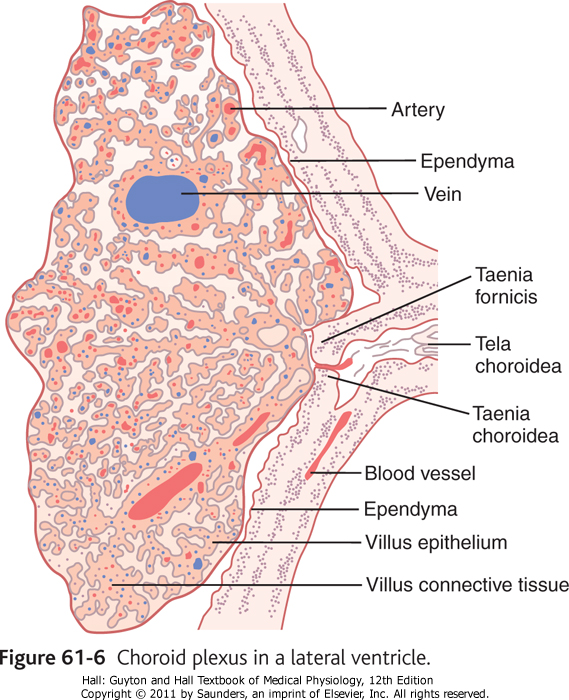 Artery
Ependyma
Vein
Taenia
fornicis
Tela
choroidea
Taenia
choroidea
Blood vessel
Ependyma
Villus epithelium
Villus connective tissue
Figure 61-6 Choroid plexus in a lateral ventricle.
Hall: Guyton and Hall Textbook of Medical Physiology, 12th Edition
Copyright © 2011 by Saunders, an imprint of Elsevier, Inc. All rights reserved.